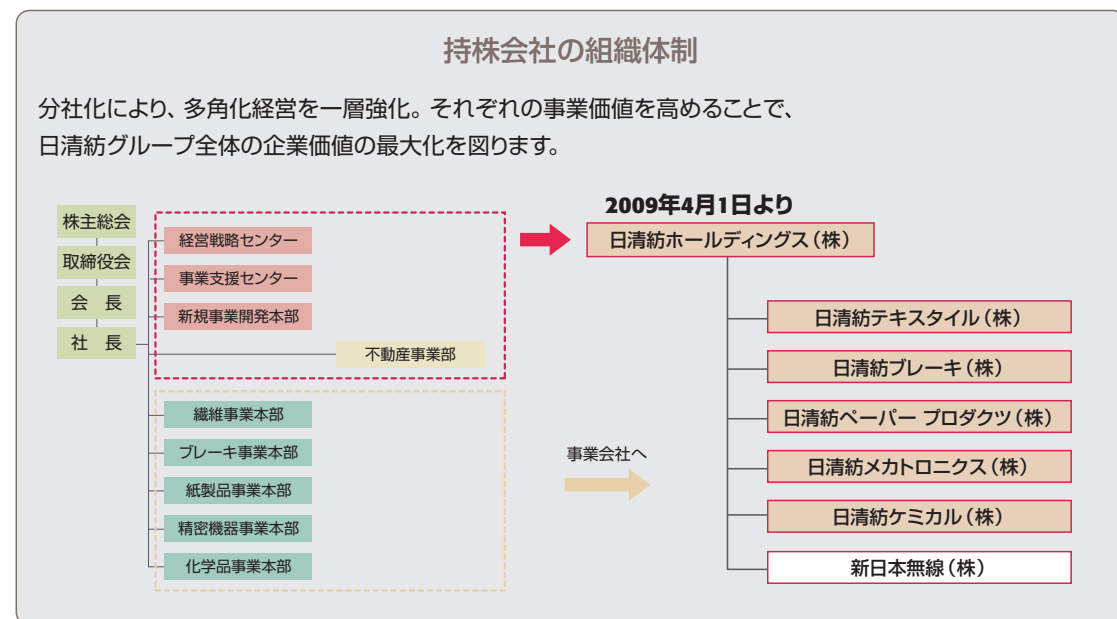 持株会社の組織体制
分社化により、多角化経営を一層強化。それぞれの事業価値を高めることで、
日清紡グループ全体の企業価値の最大化を図ります。
株主総会
取締役会
会　長
社　長
経営戦略センター
事業支援センター
新規事業開発本部
不動産事業部
繊維事業本部
ブレーキ事業本部
紙製品事業本部
精密機器事業本部
化学品事業本部
事業会社へ
2009年4月1日より
日清紡ホールディングス（株）
日清紡テキスタイル（株）
日清紡ブレーキ（株）
日清紡ペーパー プロダクツ（株）
日清紡メカトロニクス（株）
日清紡ケミカル（株）
新日本無線（株）